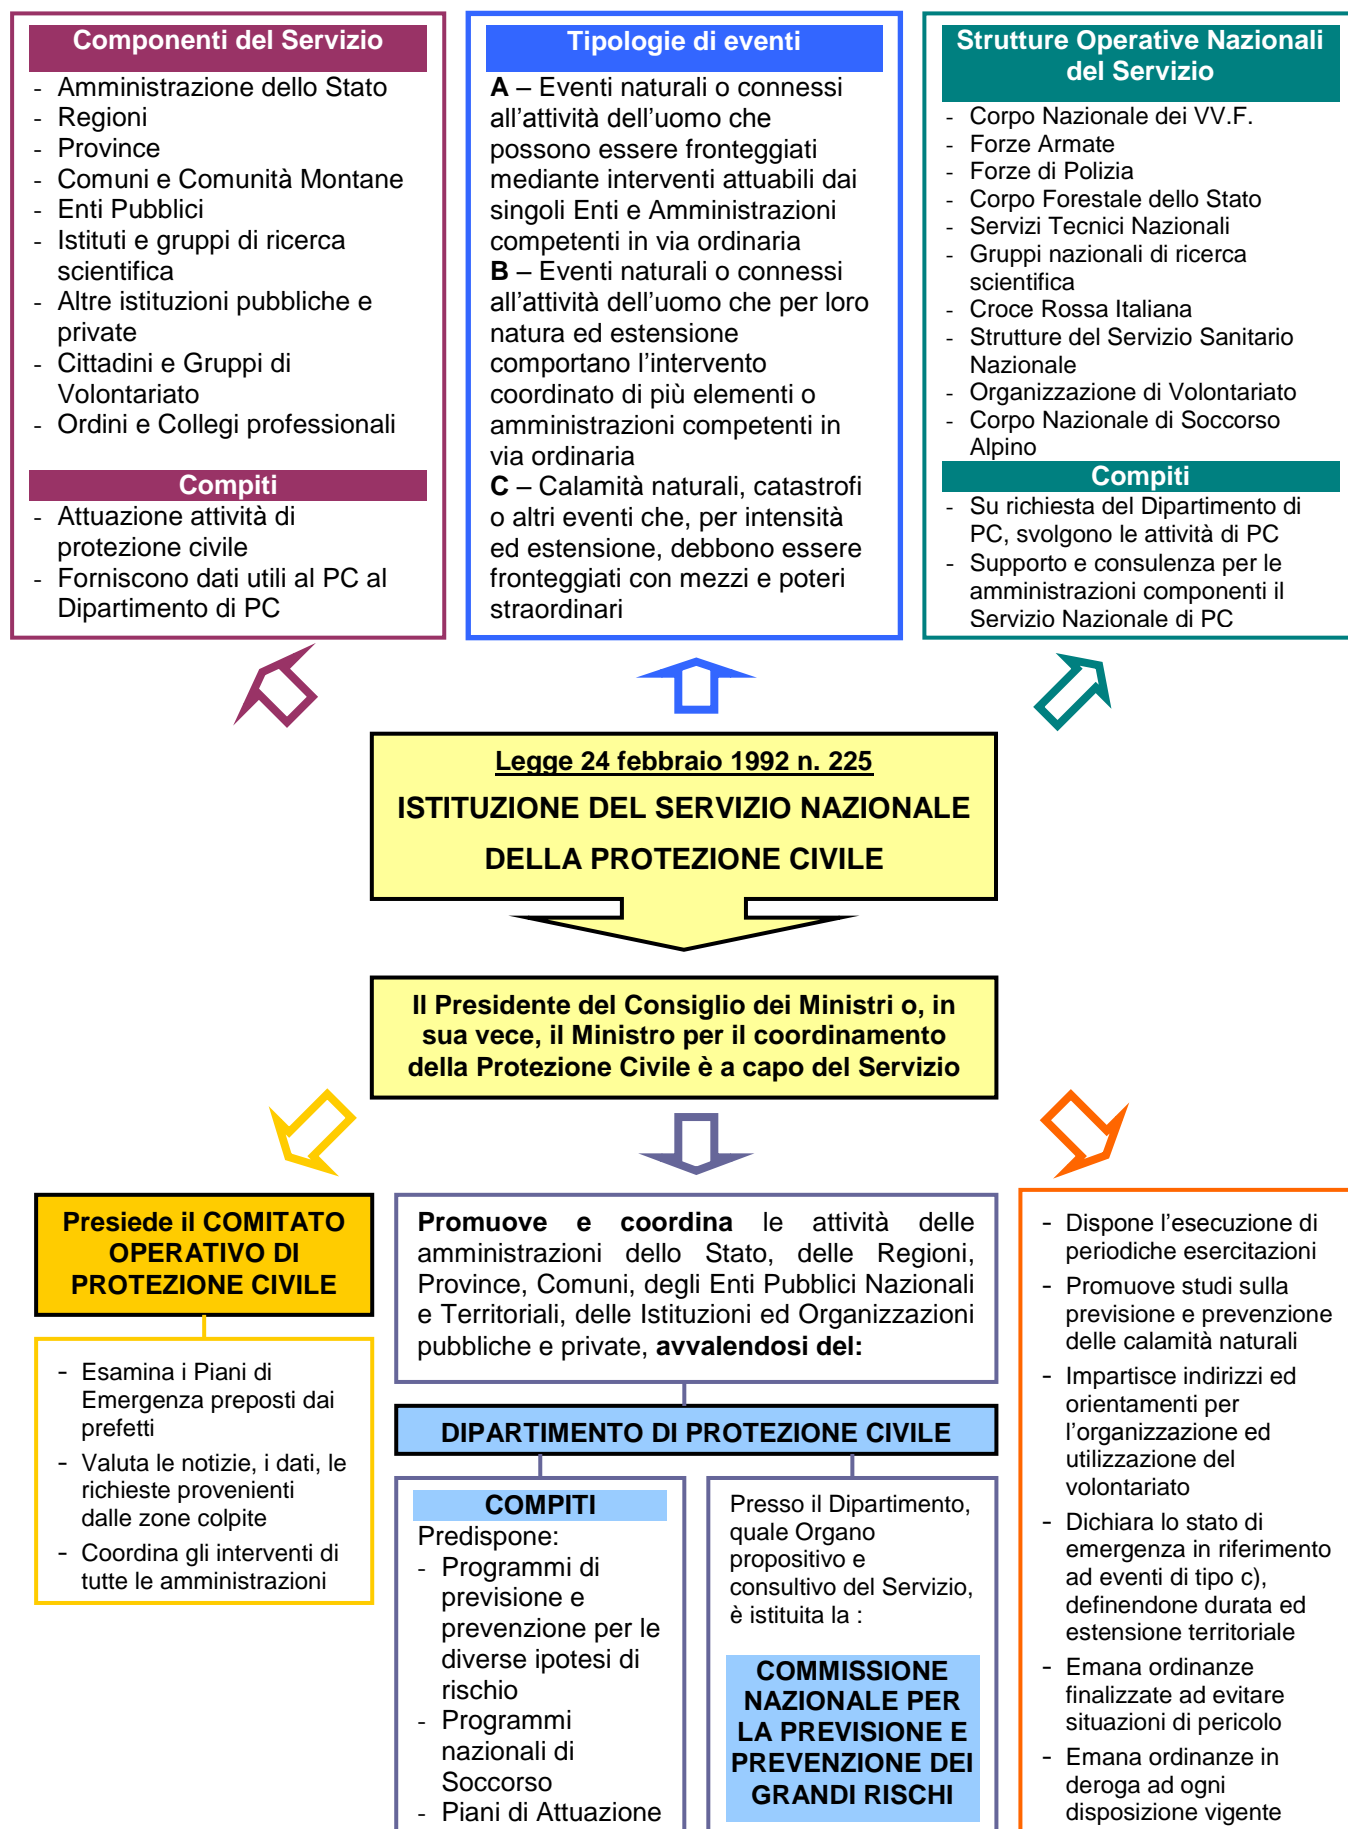 Componenti del Servizio
- Amministrazione dello Stato
- Regioni
- Province
- Comuni e Comunità Montane
- Enti Pubblici
- Istituti e gruppi di ricerca
scientifica
- Altre istituzioni pubbliche e
private
- Cittadini e Gruppi di
Volontariato
- Ordini e Collegi professionali
Compiti
- Attuazione attività di
protezione civile
- Forniscono dati utili al PC al
Dipartimento di PC
Tipologie di eventi
A – Eventi naturali o connessi
all’attività dell’uomo che
possono essere fronteggiati
mediante interventi attuabili dai
singoli Enti e Amministrazioni
competenti in via ordinaria
B – Eventi naturali o connessi
all’attività dell’uomo che per loro
natura ed estensione
comportano l’intervento
coordinato di più elementi o
amministrazioni competenti in
via ordinaria
C – Calamità naturali, catastrofi
o altri eventi che, per intensità
ed estensione, debbono essere
fronteggiati con mezzi e poteri
straordinari
Strutture Operative Nazionali
del Servizio
- Corpo Nazionale dei VV.F.
- Forze Armate
- Forze di Polizia
- Corpo Forestale dello Stato
- Servizi Tecnici Nazionali
- Gruppi nazionali di ricerca
scientifica
- Croce Rossa Italiana
- Strutture del Servizio Sanitario
Nazionale
- Organizzazione di Volontariato
- Corpo Nazionale di Soccorso
Alpino
Compiti
- Su richiesta del Dipartimento di
PC, svolgono le attività di PC
- Supporto e consulenza per le
amministrazioni componenti il
Servizio Nazionale di PC
Legge 24 febbraio 1992 n. 225
ISTITUZIONE DEL SERVIZIO NAZIONALE
DELLA PROTEZIONE CIVILE
Il Presidente del Consiglio dei Ministri o, in
sua vece, il Ministro per il coordinamento
della Protezione Civile è a capo del Servizio
Presiede il COMITATO
OPERATIVO DI
PROTEZIONE CIVILE
- Esamina i Piani di
Emergenza preposti dai
prefetti
- Valuta le notizie, i dati, le
richieste provenienti
dalle zone colpite
- Coordina gli interventi di
tutte le amministrazioni
Promuove e coordina le attività delle
amministrazioni dello Stato, delle Regioni,
Province, Comuni, degli Enti Pubblici Nazionali
e Territoriali, delle Istituzioni ed Organizzazioni
pubbliche e private, avvalendosi del:
DIPARTIMENTO DI PROTEZIONE CIVILE
COMPITI
Predispone:
- Programmi di
previsione e
prevenzione per le
diverse ipotesi di
rischio
- Programmi
nazionali di
Soccorso
- Piani di Attuazione
Presso il Dipartimento,
quale Organo
propositivo e
consultivo del Servizio,
è istituita la :
COMMISSIONE
NAZIONALE PER
LA PREVISIONE E
PREVENZIONE DEI
GRANDI RISCHI
- Dispone l’esecuzione di
periodiche esercitazioni
- Promuove studi sulla
previsione e prevenzione
delle calamità naturali
- Impartisce indirizzi ed
orientamenti per
l’organizzazione ed
utilizzazione del
volontariato
- Dichiara lo stato di
emergenza in riferimento
ad eventi di tipo c),
definendone durata ed
estensione territoriale
- Emana ordinanze
finalizzate ad evitare
situazioni di pericolo
- Emana ordinanze in
deroga ad ogni
disposizione vigente